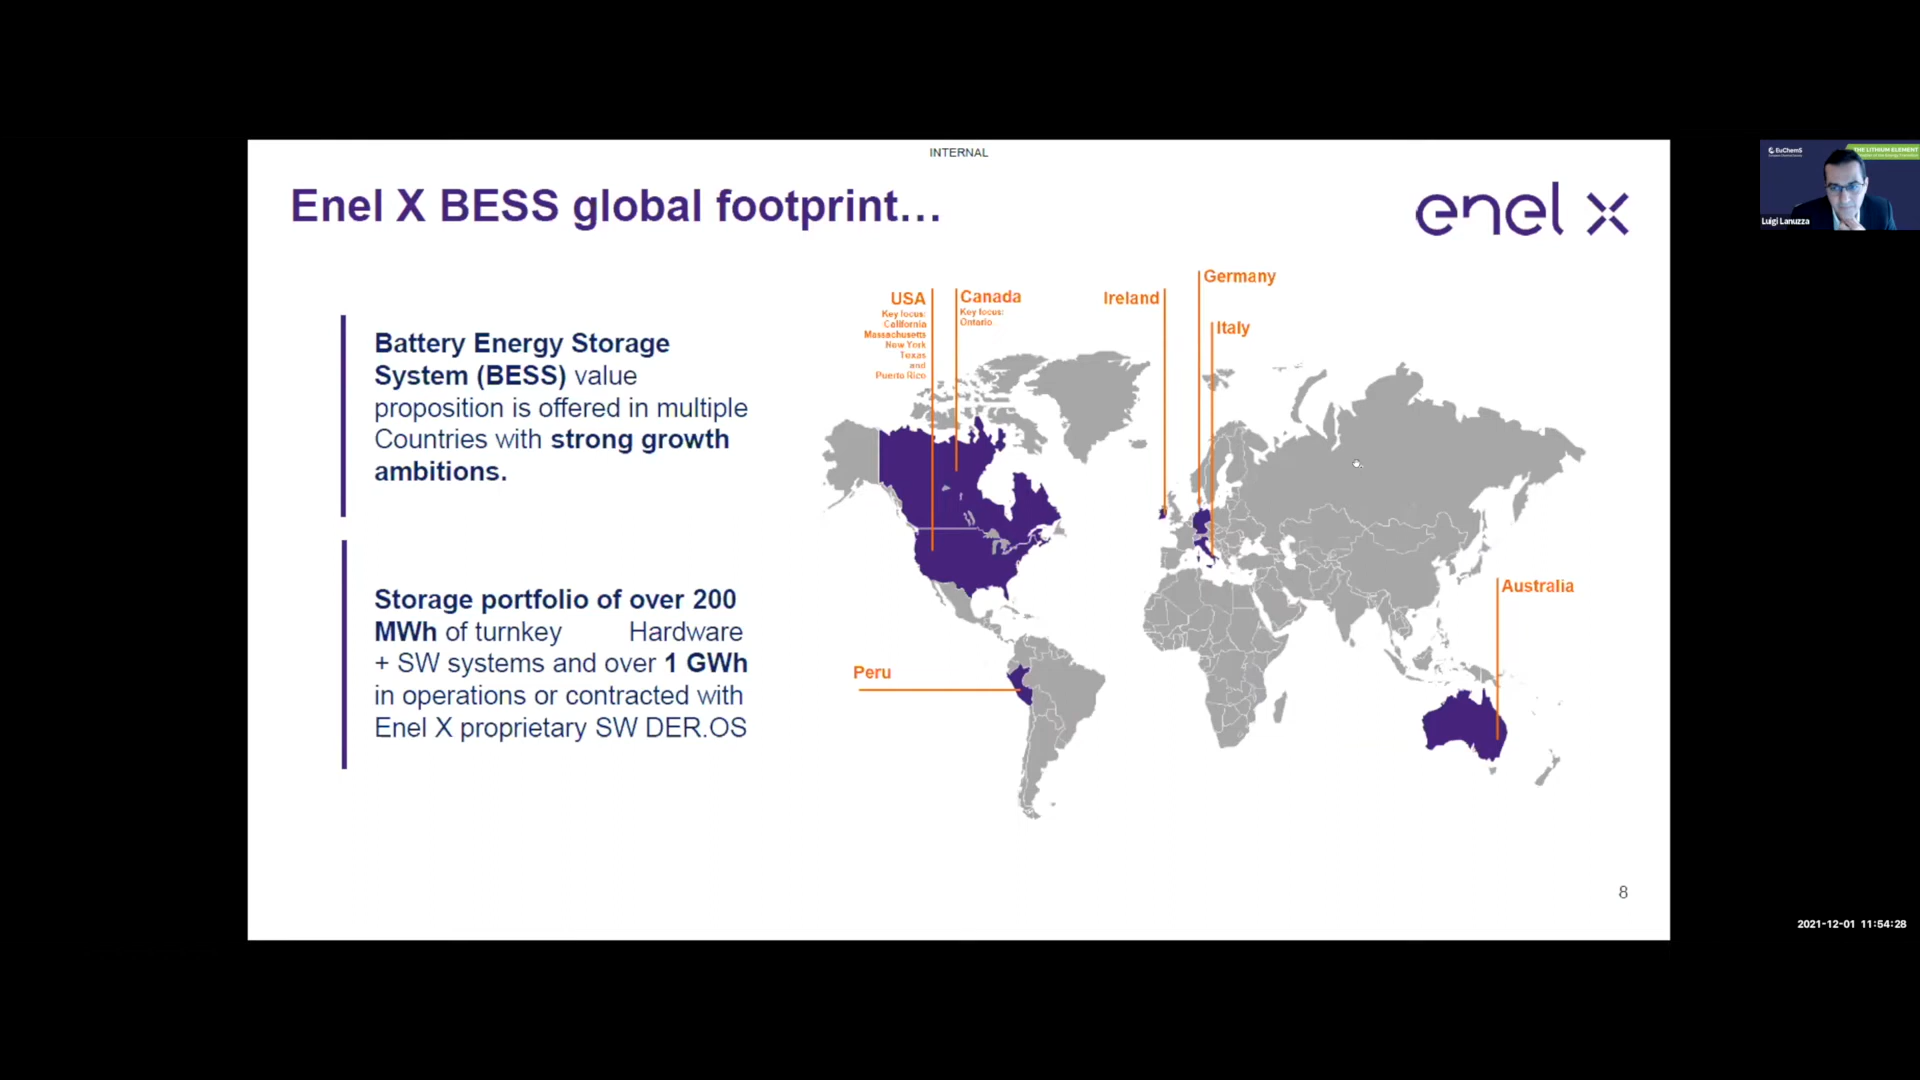 INTERNAL
Enel X BESS global footprint…
enel x
Battery Energy Storage
System (BESS) value
proposition is offered in multiple
Countries with strong growth
ambitions.
Storage portfolio of over 200
MWh of turnkey Hardware
+ SW systems and over 1 GWh
in operations or contracted with
Enel X proprietary SW DER.OS
USA
Key focus:
California
Massachusetts
New York
Texas
and
Puerto Rico
Canada
Key focus:
Ontario
Ireland
Germany
Italy
Peru
Australia
8
EuChemS
THE LITHIUM ELEMENT
Luigi Lanuzza
2021-12-01 11:54:28